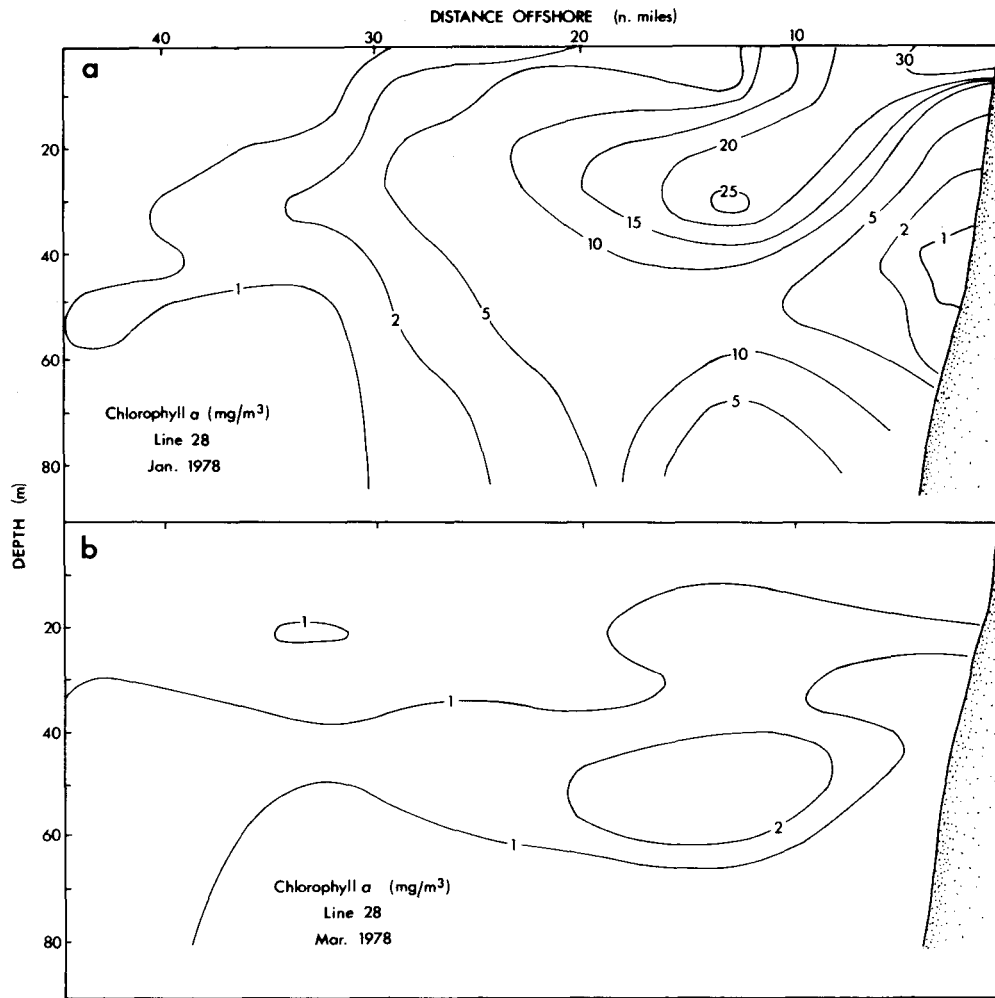 DISTANCE OFFSHORE (n. miles)
40 30 20 10
a
30
20
20
25
15
10
5
2
1
40
1
2
5
60
10
5
Chlorophyll a (mg/m³)
Line 28
Jan. 1978
80
DEPTH (m)
b
1
20
1
40
2
60
1
Chlorophyll a (mg/m³)
Line 28
Mar. 1978
80